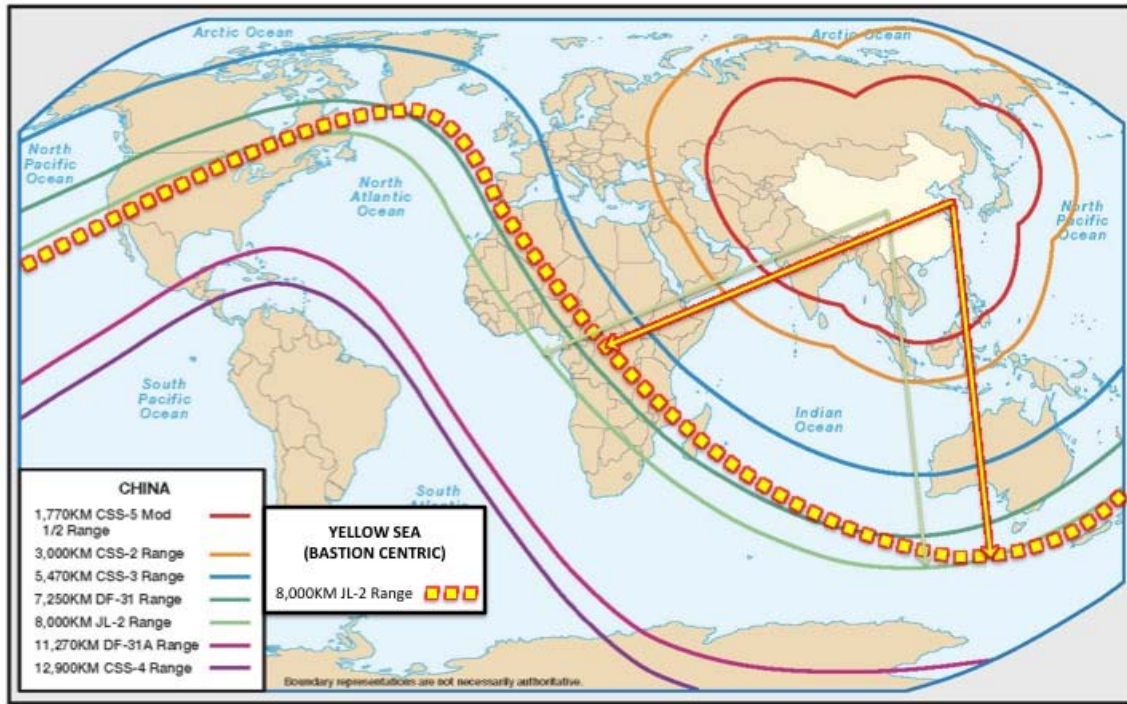 Arctic Ocean
Arctic Ocean
North
Pacific
Ocean
North
Atlantic
Ocean
North
Pacific
Ocean
South
Pacific
Ocean
Indian
Ocean
South
CHINA
1,770KM CSS-5 Mod
1/2 Range
3,000KM CSS-2 Range
5,470KM CSS-3 Range
7,250KM DF-31 Range
8,000KM JL-2 Range
11,270KM DF-31A Range
12,900KM CSS-4 Range
YELLOW SEA
(BASTION CENTRIC)
8,000KM JL-2 Range
Boundary representations are not necessarily authoritative.